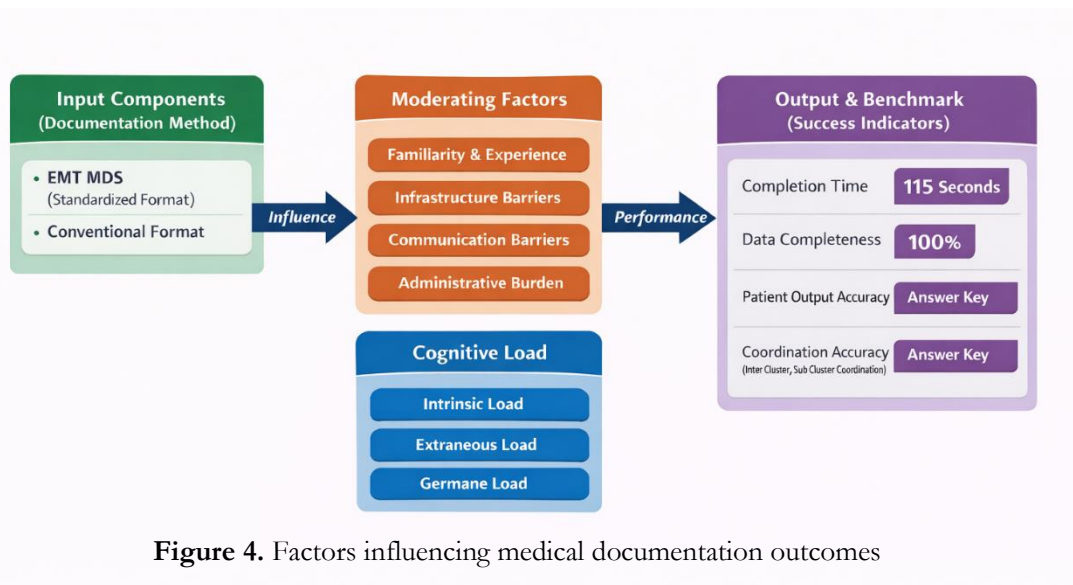 Input Components
(Documentation Method)
• EMT MDS
(Standardized Format)
• Conventional Format
Influence
Moderating Factors
Familiarity & Experience
Infrastructure Barriers
Communication Barriers
Administrative Burden
Cognitive Load
Intrinsic Load
Extraneous Load
Germane Load
Performance
Output & Benchmark
(Success Indicators)
Completion Time 115 Seconds
Data Completeness 100%
Patient Output Accuracy Answer Key
Coordination Accuracy Answer Key
(Inter Cluster, Sub Cluster Coordination)
Figure 4. Factors influencing medical documentation outcomes